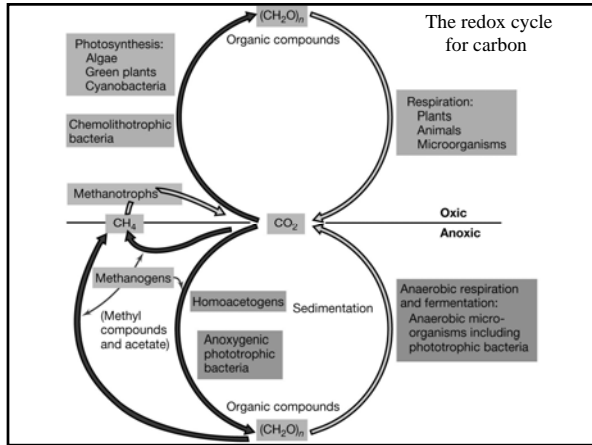 (CH₂O)ₙ
Organic compounds
The redox cycle
for carbon
Photosynthesis:
Algae
Green plants
Cyanobacteria
Chemolithotrophic
bacteria
Respiration:
Plants
Animals
Microorganisms
Methanotrophs
CH₄
CO₂
Oxic
Anoxic
Methanogens
(Methyl
compounds
and acetate)
Homoacetogens
Sedimentation
Anoxygenic
phototrophic
bacteria
Anaerobic respiration
and fermentation:
Anaerobic micro-
organisms including
phototrophic bacteria
Organic compounds
(CH₂O)ₙ